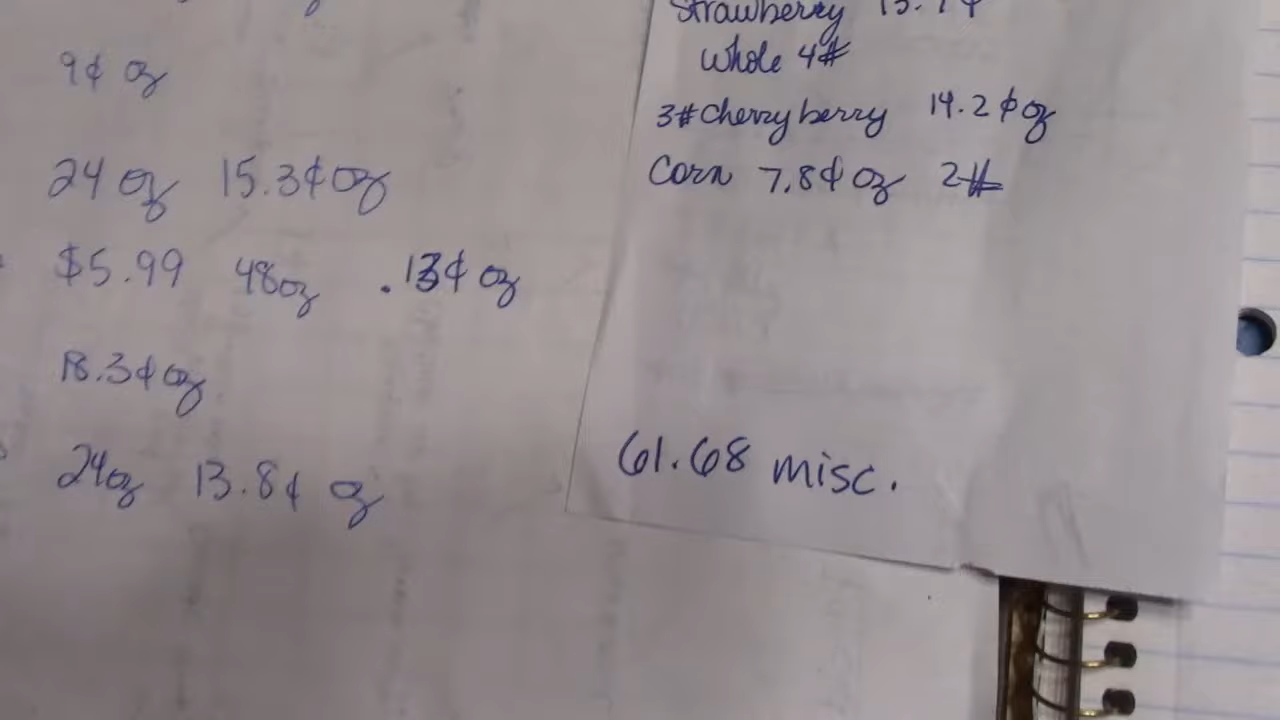 9¢ oz
24 oz 15.3¢ oz
$5.99 48oz .13¢ oz
18.3¢ oz
24oz 13.8¢ oz
Strawberry
Whole 4#
3# Cherry berry 14.2¢ oz
Corn 7.8¢ oz 2#
61.68 misc.